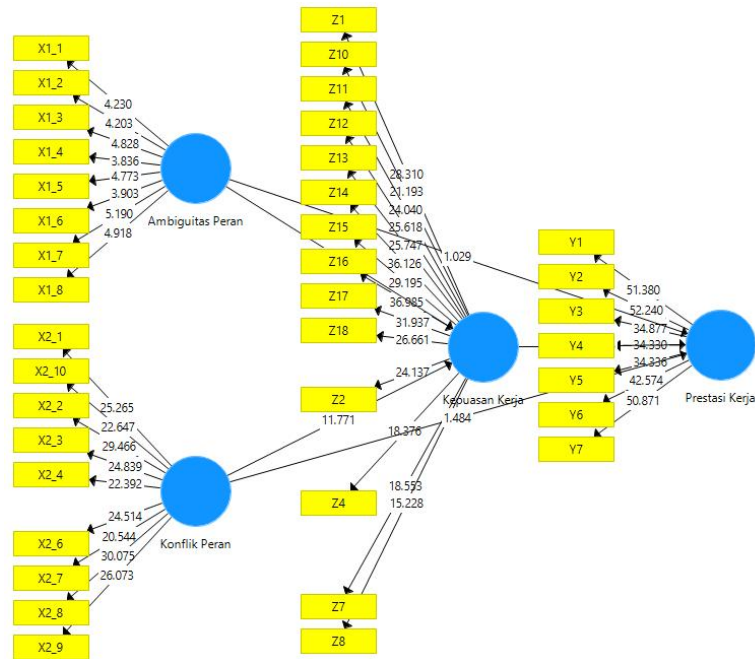 X1_1
X1_2
X1_3
X1_4
X1_5
X1_6
X1_7
X1_8
4.230
4.203
4.828
3.836
4.773
3.903
5.190
4.918
Ambiguitas Peran
X2_1
X2_10
X2_2
X2_3
X2_4
X2_6
X2_7
X2_8
X2_9
25.265
22.647
29.466
24.839
22.392
24.514
20.544
30.075
26.073
Konflik Peran
Z1
Z10
Z11
Z12
Z13
Z14
Z15
Z16
Z17
Z18
Z2
Z4
Z7
Z8
28.310
21.193
24.040
25.618
25.747
36.126
29.195
36.985
31.937
26.661
24.137
18.376
18.553
15.228
11.771
1.029
1.484
Kepuasan Kerja
Y1
Y2
Y3
Y4
Y5
Y6
Y7
51.380
52.240
34.877
34.330
34.336
42.574
50.871
Prestasi Kerja